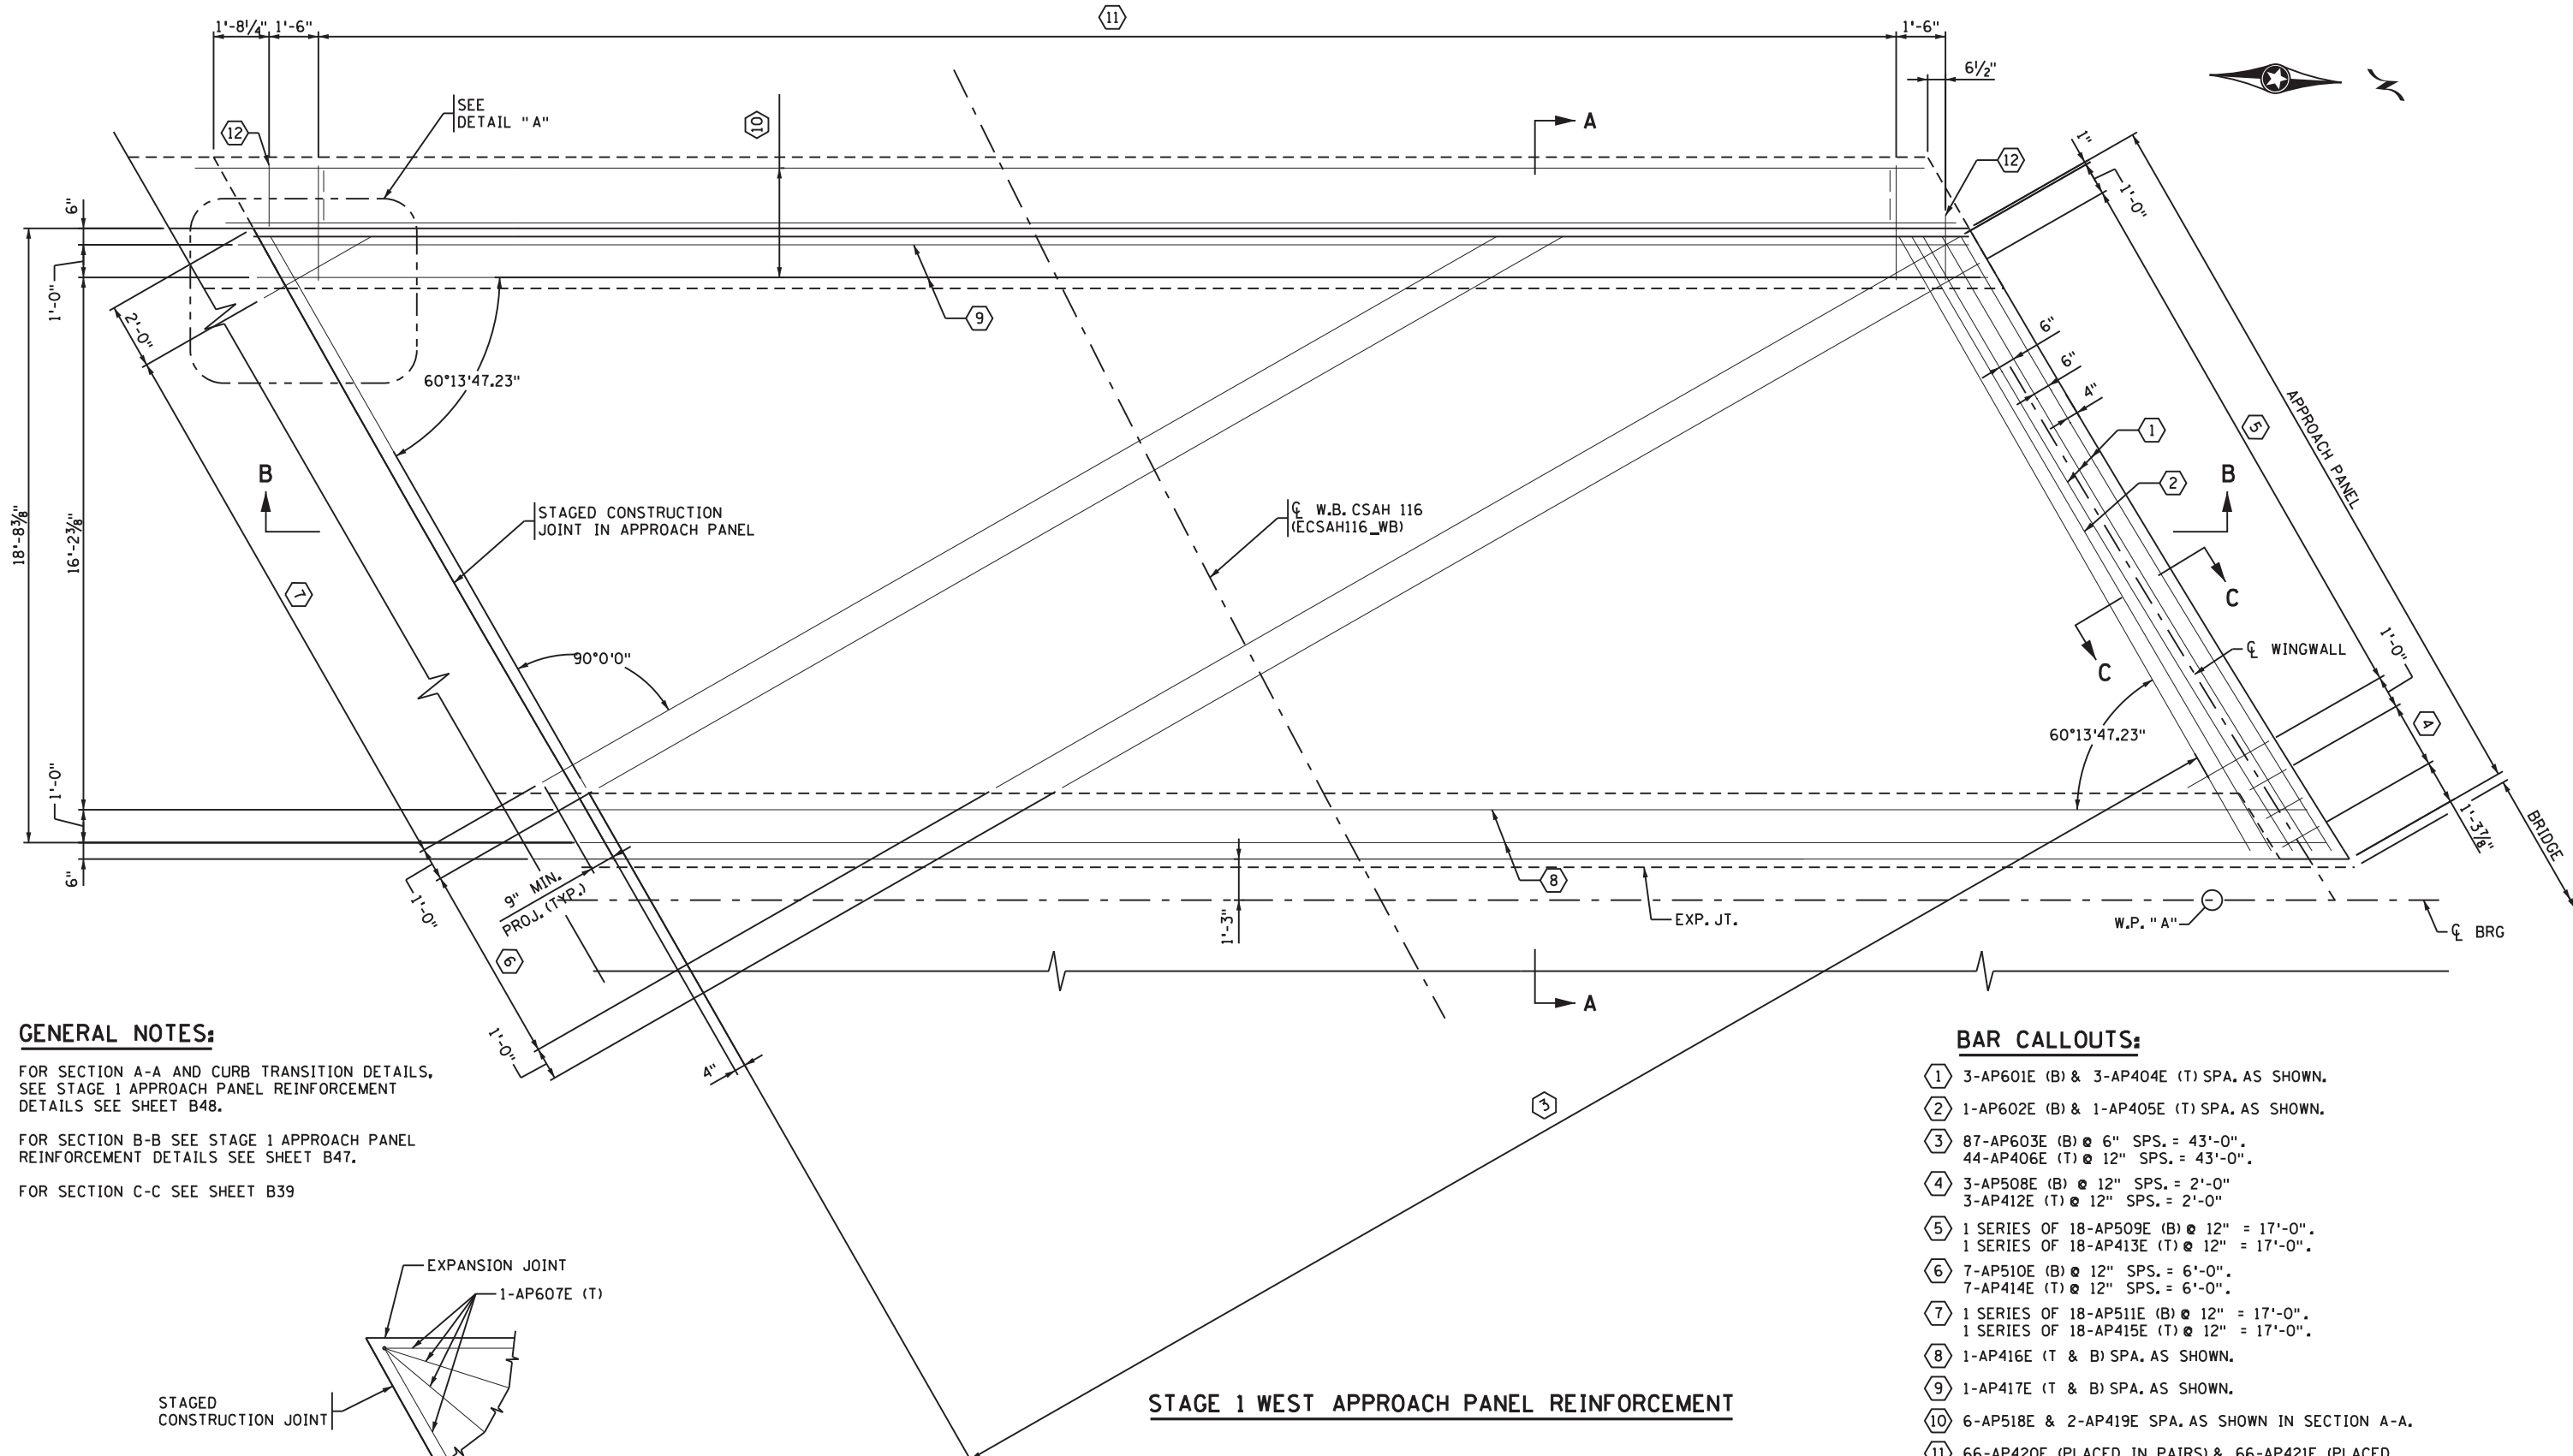 1'-8¼"
1'-6"
11
1'-6"
6½"
SEE
DETAIL "A"
12
10
A
12
1"
1'-0"
6"
1'-0"
2'-0"
9
60°13'47.23"
6"
6"
4"
APPROACH PANEL
5
1
2
B
B
STAGED CONSTRUCTION
JOINT IN APPROACH PANEL
℄ W.B. CSAH 116
(ECSAH116_WB)
18'-8⅜"
16'-2⅜"
7
C
C
90°0'0"
℄ WINGWALL
1'-0"
60°13'47.23"
4
1'-0"
6"
1'-3⅞"
BRIDGE
9" MIN.
PROJ. (TYP.)
8
1'-0"
1'-3"
EXP. JT.
W.P. "A"
℄ BRG
6
1'-0"
4"
A
3
GENERAL NOTES:
FOR SECTION A-A AND CURB TRANSITION DETAILS,
SEE STAGE 1 APPROACH PANEL REINFORCEMENT
DETAILS SEE SHEET B48.
FOR SECTION B-B SEE STAGE 1 APPROACH PANEL
REINFORCEMENT DETAILS SEE SHEET B47.
FOR SECTION C-C SEE SHEET B39
EXPANSION JOINT
1-AP607E (T)
STAGED
CONSTRUCTION JOINT
STAGE 1 WEST APPROACH PANEL REINFORCEMENT
BAR CALLOUTS:
1 3-AP601E (B) & 3-AP404E (T) SPA. AS SHOWN.
2 1-AP602E (B) & 1-AP405E (T) SPA. AS SHOWN.
3 87-AP603E (B) @ 6" SPS. = 43'-0".
44-AP406E (T) @ 12" SPS. = 43'-0".
4 3-AP508E (B) @ 12" SPS. = 2'-0"
3-AP412E (T) @ 12" SPS. = 2'-0"
5 1 SERIES OF 18-AP509E (B) @ 12" = 17'-0".
1 SERIES OF 18-AP413E (T) @ 12" = 17'-0".
6 7-AP510E (B) @ 12" SPS. = 6'-0".
7-AP414E (T) @ 12" SPS. = 6'-0".
7 1 SERIES OF 18-AP511E (B) @ 12" = 17'-0".
1 SERIES OF 18-AP415E (T) @ 12" = 17'-0".
8 1-AP416E (T & B) SPA. AS SHOWN.
9 1-AP417E (T & B) SPA. AS SHOWN.
10 6-AP518E & 2-AP419E SPA. AS SHOWN IN SECTION A-A.
11 66-AP420E (PLACED IN PAIRS) & 66-AP421E (PLACED